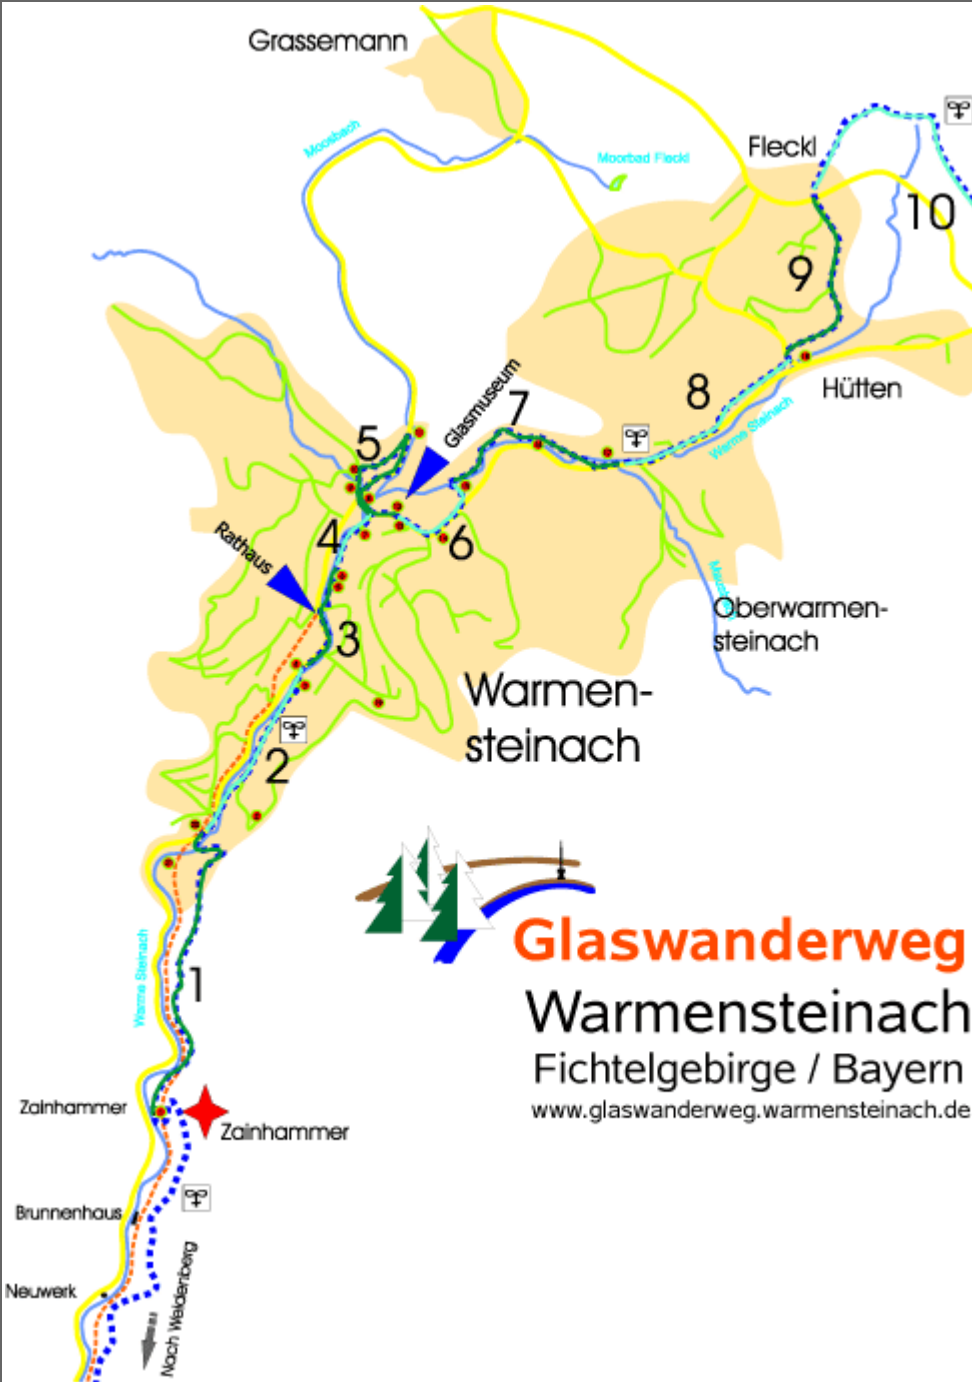 Grassemann
Moosbach
Moorbad Fleckl
Fleckl
10
9
Glasmuseum
7
8
Hütten
Warme Steinach
5
Rathaus
4
6
3
Oberwarmen-
steinach
Warmen-
steinach
2
Glaswanderweg
Warmensteinach
Fichtelgebirge / Bayern
www.glaswanderweg.warmensteinach.de
Warme Steinach
1
Zainhammer
Zainhammer
Brunnenhaus
Neuwerk
Nach Weidenberg